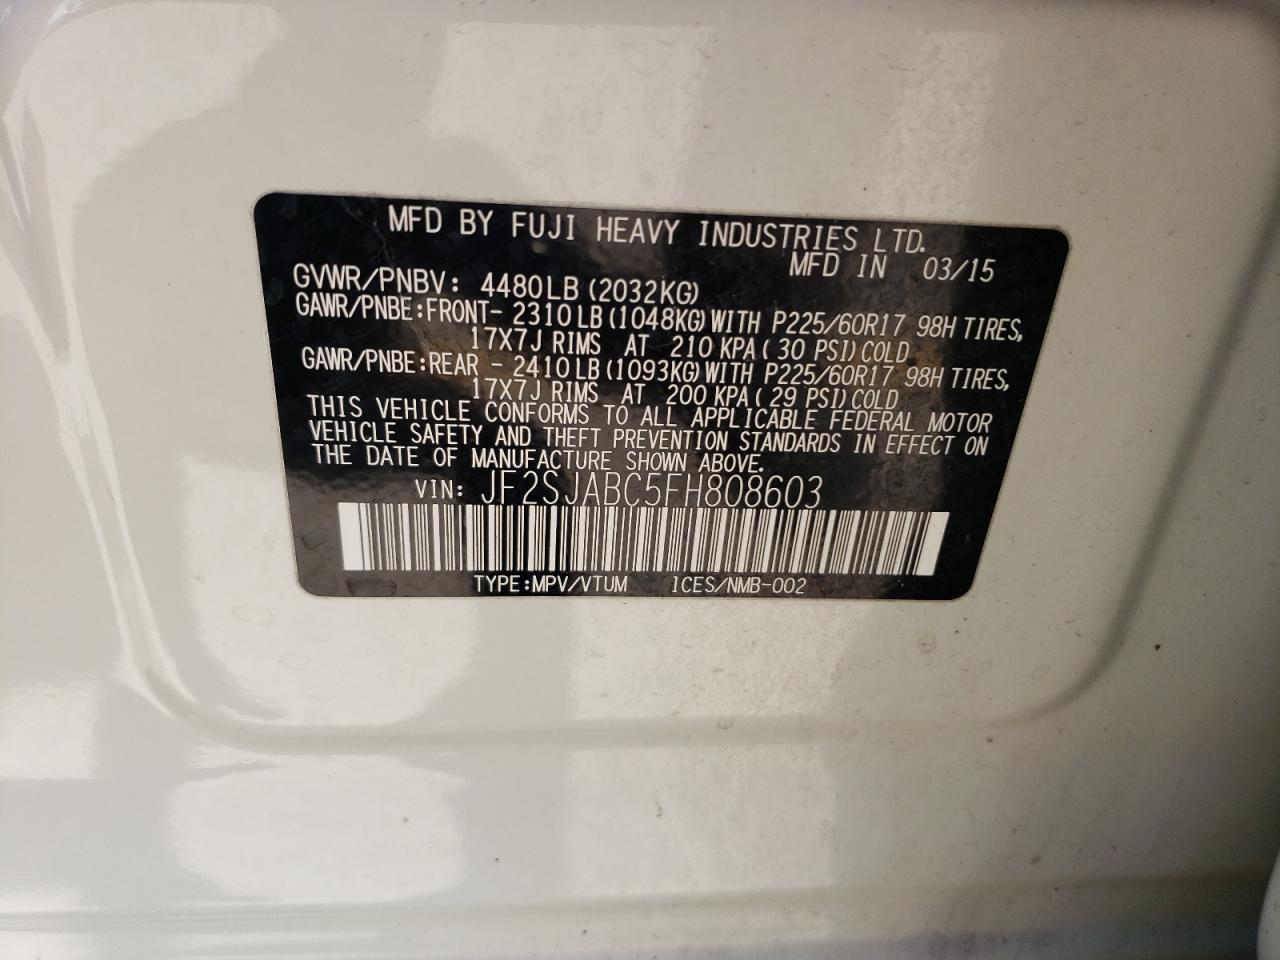 MFD BY FUJI HEAVY INDUSTRIES LTD.
MFD IN 03/15
GVWR/PNBV: 4480LB (2032KG)
GAWR/PNBE:FRONT- 2310LB (1048KG) WITH P225/60R17 98H TIRES,
17X7J RIMS AT 210 KPA ( 30 PSI) COLD
GAWR/PNBE:REAR - 2410LB (1093KG) WITH P225/60R17 98H TIRES,
17X7J RIMS AT 200 KPA ( 29 PSI) COLD
THIS VEHICLE CONFORMS TO ALL APPLICABLE FEDERAL MOTOR
VEHICLE SAFETY AND THEFT PREVENTION STANDARDS IN EFFECT ON
THE DATE OF MANUFACTURE SHOWN ABOVE.
VIN: JF2SJABC5FH808603
TYPE:MPV/VTUM ICES/NMB-002